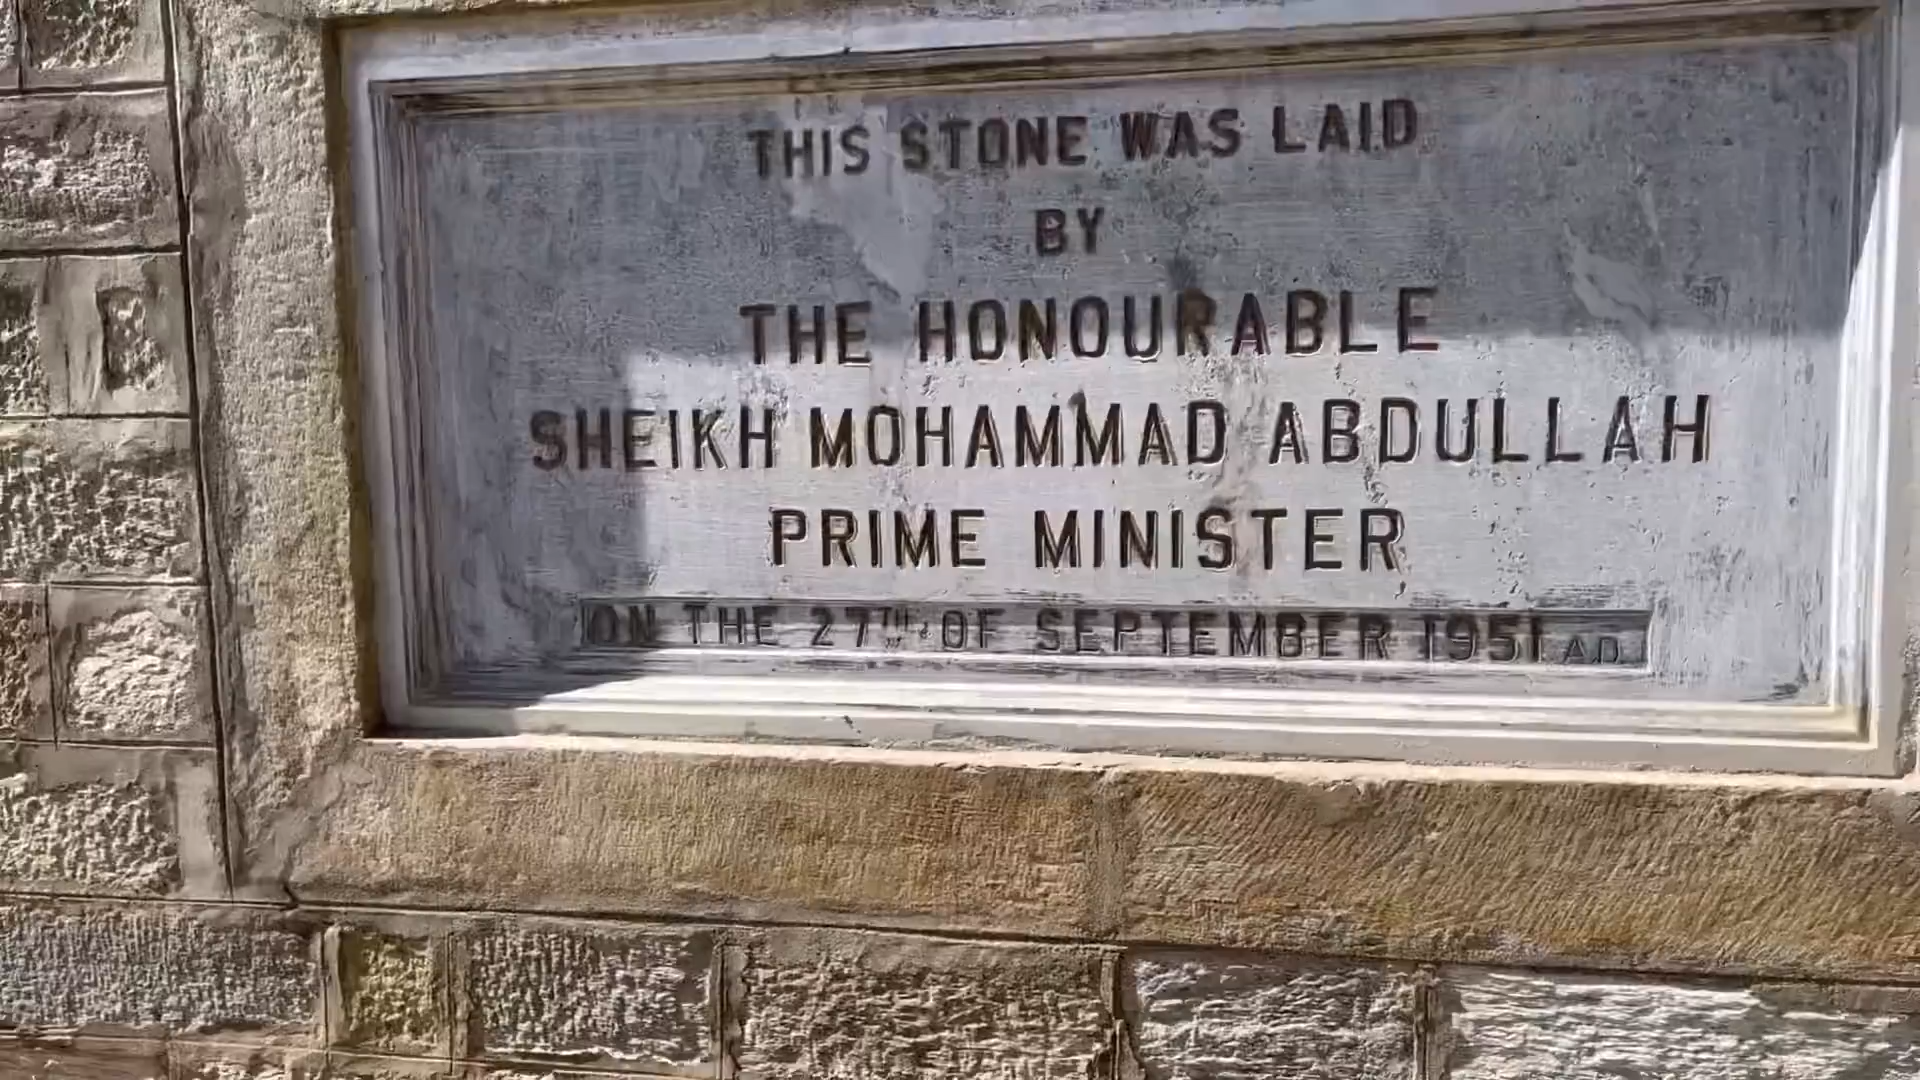 THIS STONE WAS LAID
BY
THE HONOURABLE
SHEIKH MOHAMMAD ABDULLAH
PRIME MINISTER
ON THE 27TH OF SEPTEMBER 1951 A.D.